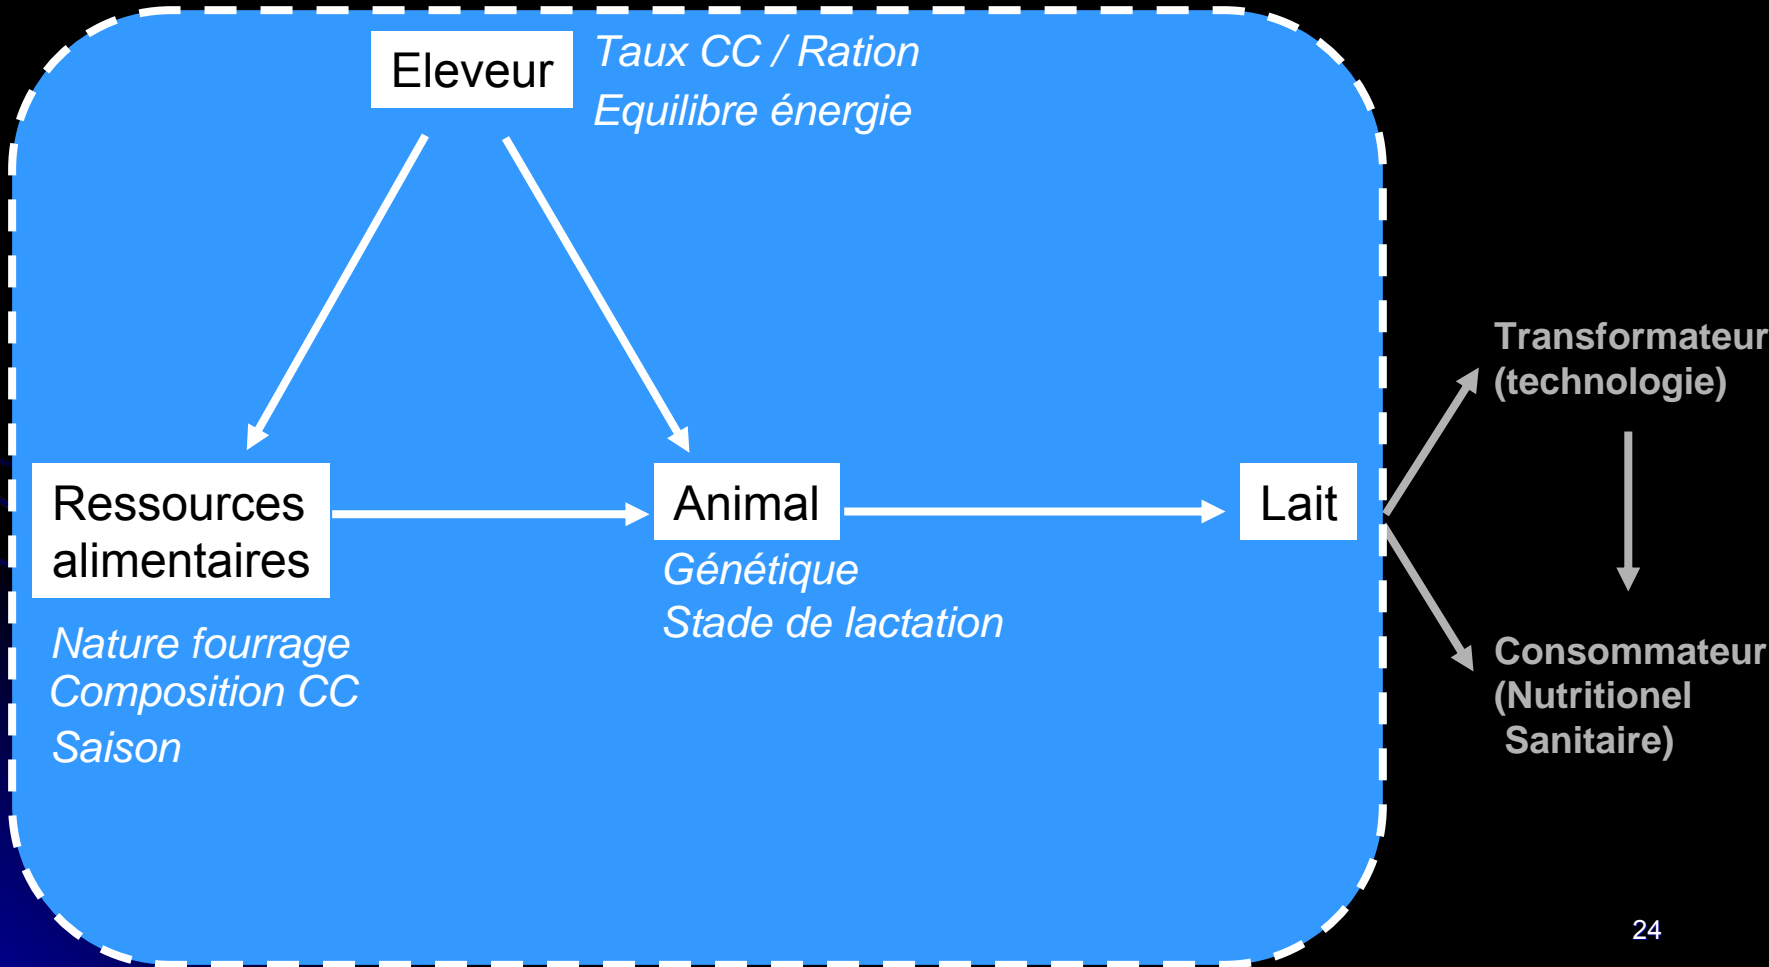 Eleveur
Taux CC / Ration
Equilibre énergie
Ressources
alimentaires
Animal
Lait
Génétique
Stade de lactation
Nature fourrage
Composition CC
Saison
Transformateur
(technologie)
Consommateur
(Nutritionel
Sanitaire)
24